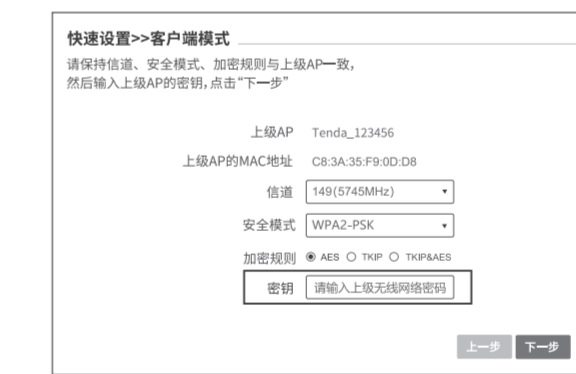 快速设置>>客户端模式
请保持信道、安全模式、加密规则与上级AP一致，
然后输入上级AP的密钥，点击“下一步”
上级AP Tenda_123456
上级AP的MAC地址 C8:3A:35:F9:0D:D8
信道 149(5745MHz)
安全模式 WPA2-PSK
加密规则 AES TKIP TKIP&AES
密钥 请输入上级无线网络密码
上一步 下一步